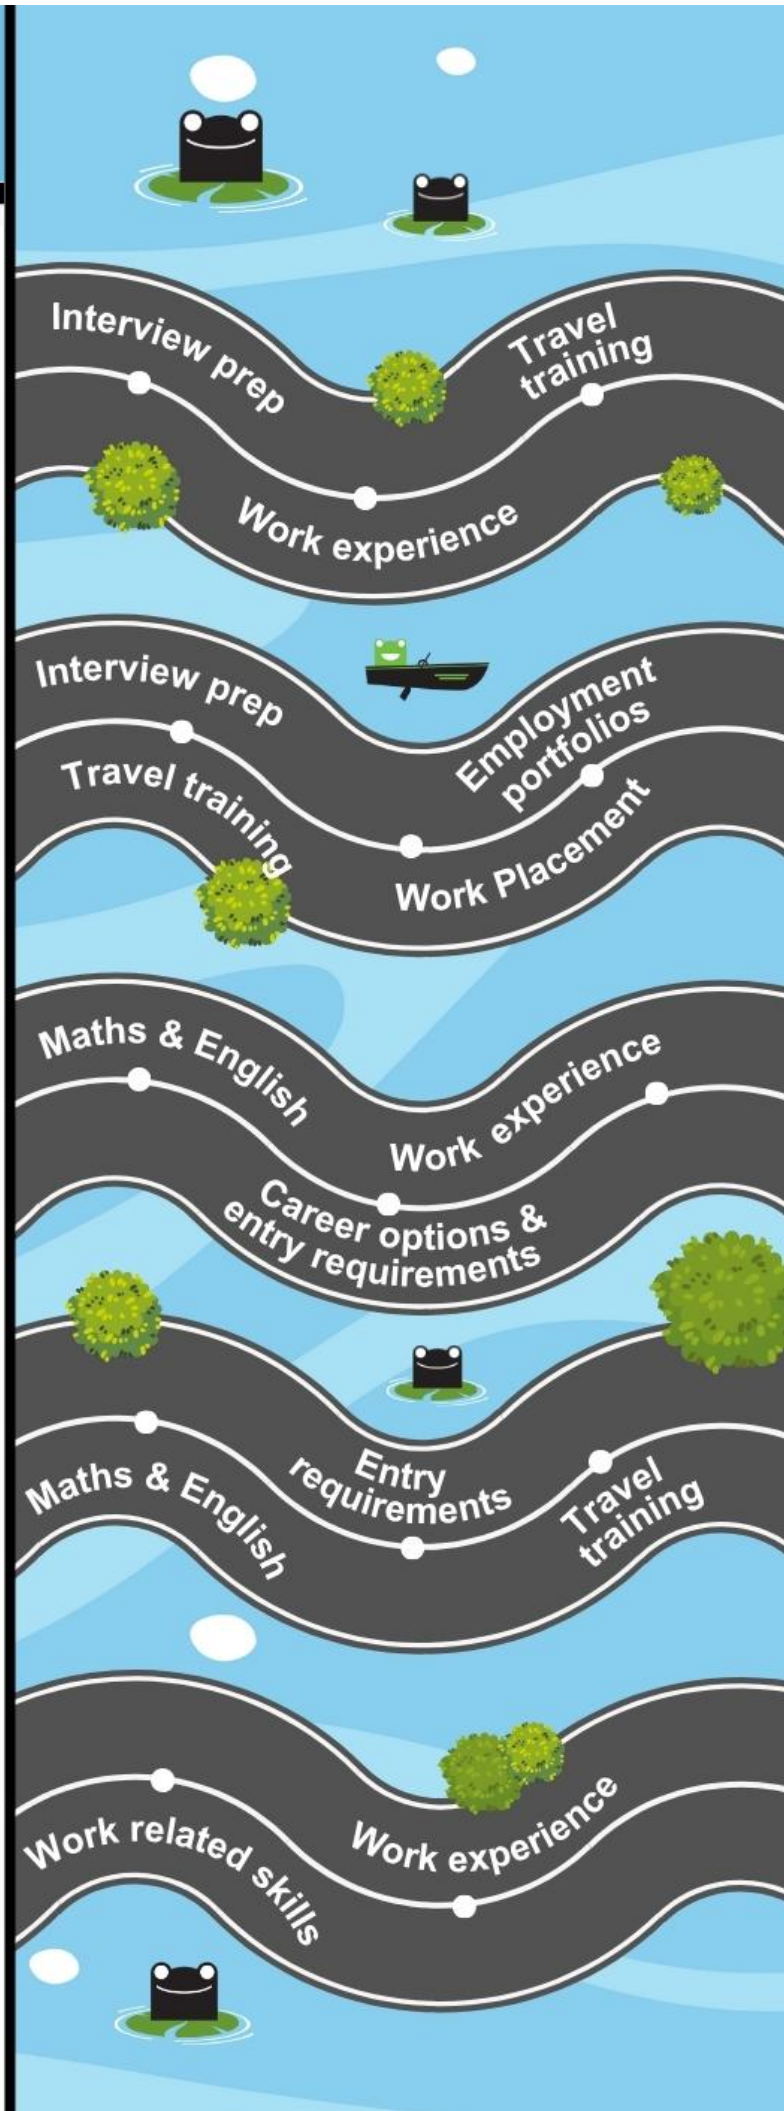 Interview prep
Travel
training
Work experience
Interview prep
Employment
portfolios
Travel training
Work Placement
Maths & English
Work experience
Career options &
entry requirements
Entry
requirements
Maths & English
Travel
training
Work related skills
Work experience